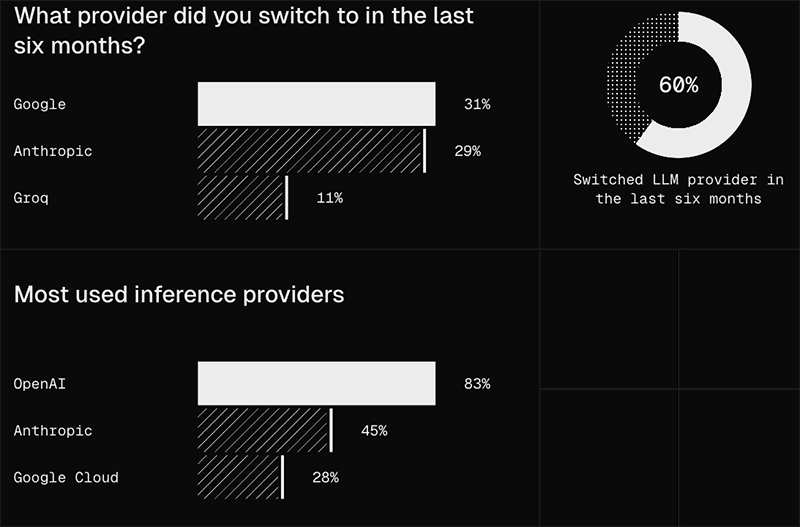 What provider did you switch to in the last
six months?
Google 31%
Anthropic 29%
Groq 11%
60%
Switched LLM provider in
the last six months
Most used inference providers
OpenAI 83%
Anthropic 45%
Google Cloud 28%